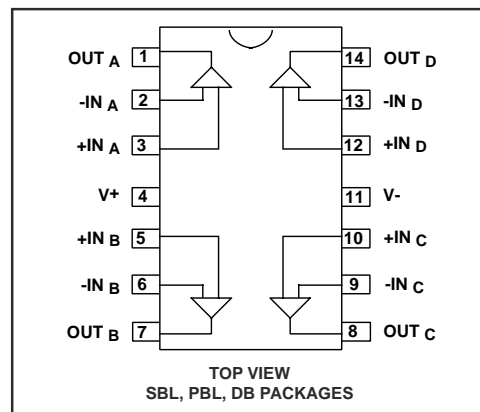 OUT A 1 14 OUT D
-IN A 2 13 -IN D
+IN A 3 12 +IN D
V+ 4 11 V-
+IN B 5 10 +IN C
-IN B 6 9 -IN C
OUT B 7 8 OUT C
TOP VIEW
SBL, PBL, DB PACKAGES